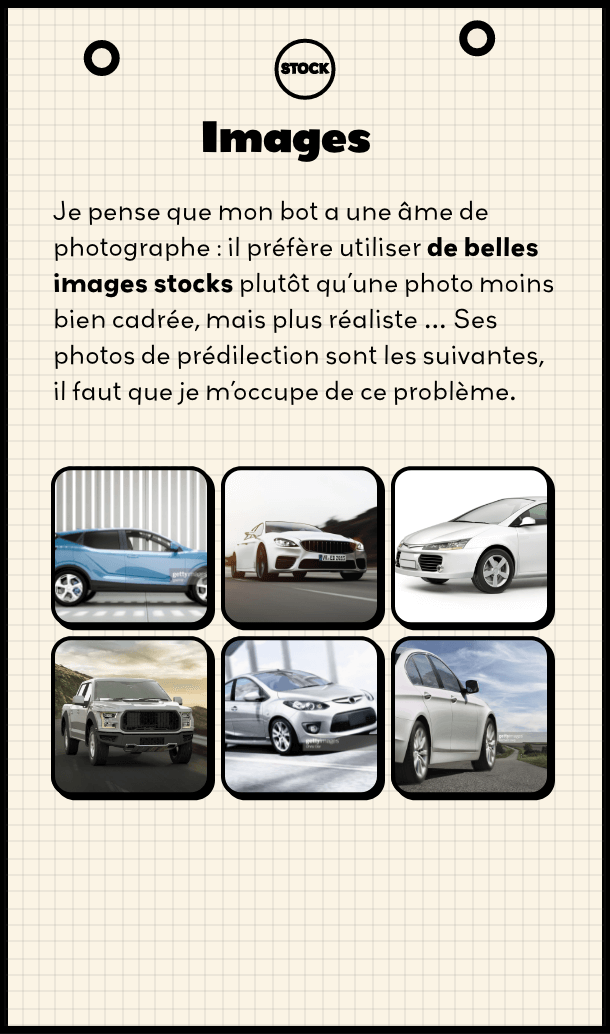 STOCK
Images
Je pense que mon bot a une âme de
photographe : il préfère utiliser de belles
images stocks plutôt qu'une photo moins
bien cadrée, mais plus réaliste ... Ses
photos de prédilection sont les suivantes,
il faut que je m'occupe de ce problème.
gettyimages